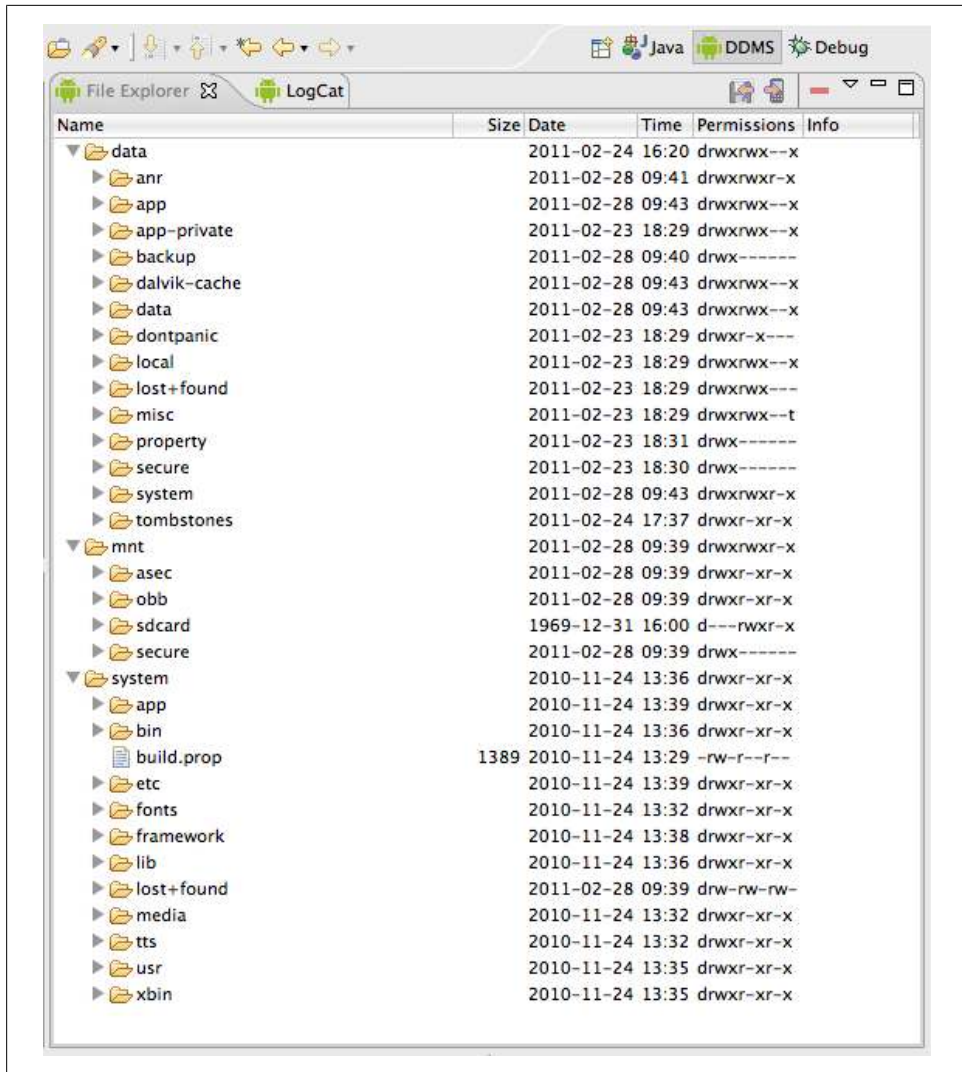 Java DDMS Debug
File Explorer LogCat
Name Size Date Time Permissions Info
data 2011-02-24 16:20 drwxrwx--x
anr 2011-02-28 09:41 drwxrwxr-x
app 2011-02-28 09:43 drwxrwx--x
app-private 2011-02-23 18:29 drwxrwx--x
backup 2011-02-28 09:40 drwx------
dalvik-cache 2011-02-28 09:43 drwxrwx--x
data 2011-02-28 09:43 drwxrwx--x
dontpanic 2011-02-23 18:29 drwxr-x---
local 2011-02-23 18:29 drwxrwx--x
lost+found 2011-02-23 18:29 drwxrwx---
misc 2011-02-23 18:29 drwxrwx--t
property 2011-02-23 18:31 drwx------
secure 2011-02-23 18:30 drwx------
system 2011-02-28 09:43 drwxrwxr-x
tombstones 2011-02-24 17:37 drwxr-xr-x
mnt 2011-02-28 09:39 drwxrwxr-x
asec 2011-02-28 09:39 drwxr-xr-x
obb 2011-02-28 09:39 drwxr-xr-x
sdcard 1969-12-31 16:00 d---rwxr-x
secure 2011-02-28 09:39 drwx------
system 2010-11-24 13:36 drwxr-xr-x
app 2010-11-24 13:39 drwxr-xr-x
bin 2010-11-24 13:36 drwxr-xr-x
build.prop 1389 2010-11-24 13:29 -rw-r--r--
etc 2010-11-24 13:39 drwxr-xr-x
fonts 2010-11-24 13:32 drwxr-xr-x
framework 2010-11-24 13:38 drwxr-xr-x
lib 2010-11-24 13:36 drwxr-xr-x
lost+found 2011-02-28 09:39 drw-rw-rw-
media 2010-11-24 13:32 drwxr-xr-x
tts 2010-11-24 13:32 drwxr-xr-x
usr 2010-11-24 13:35 drwxr-xr-x
xbin 2010-11-24 13:35 drwxr-xr-x